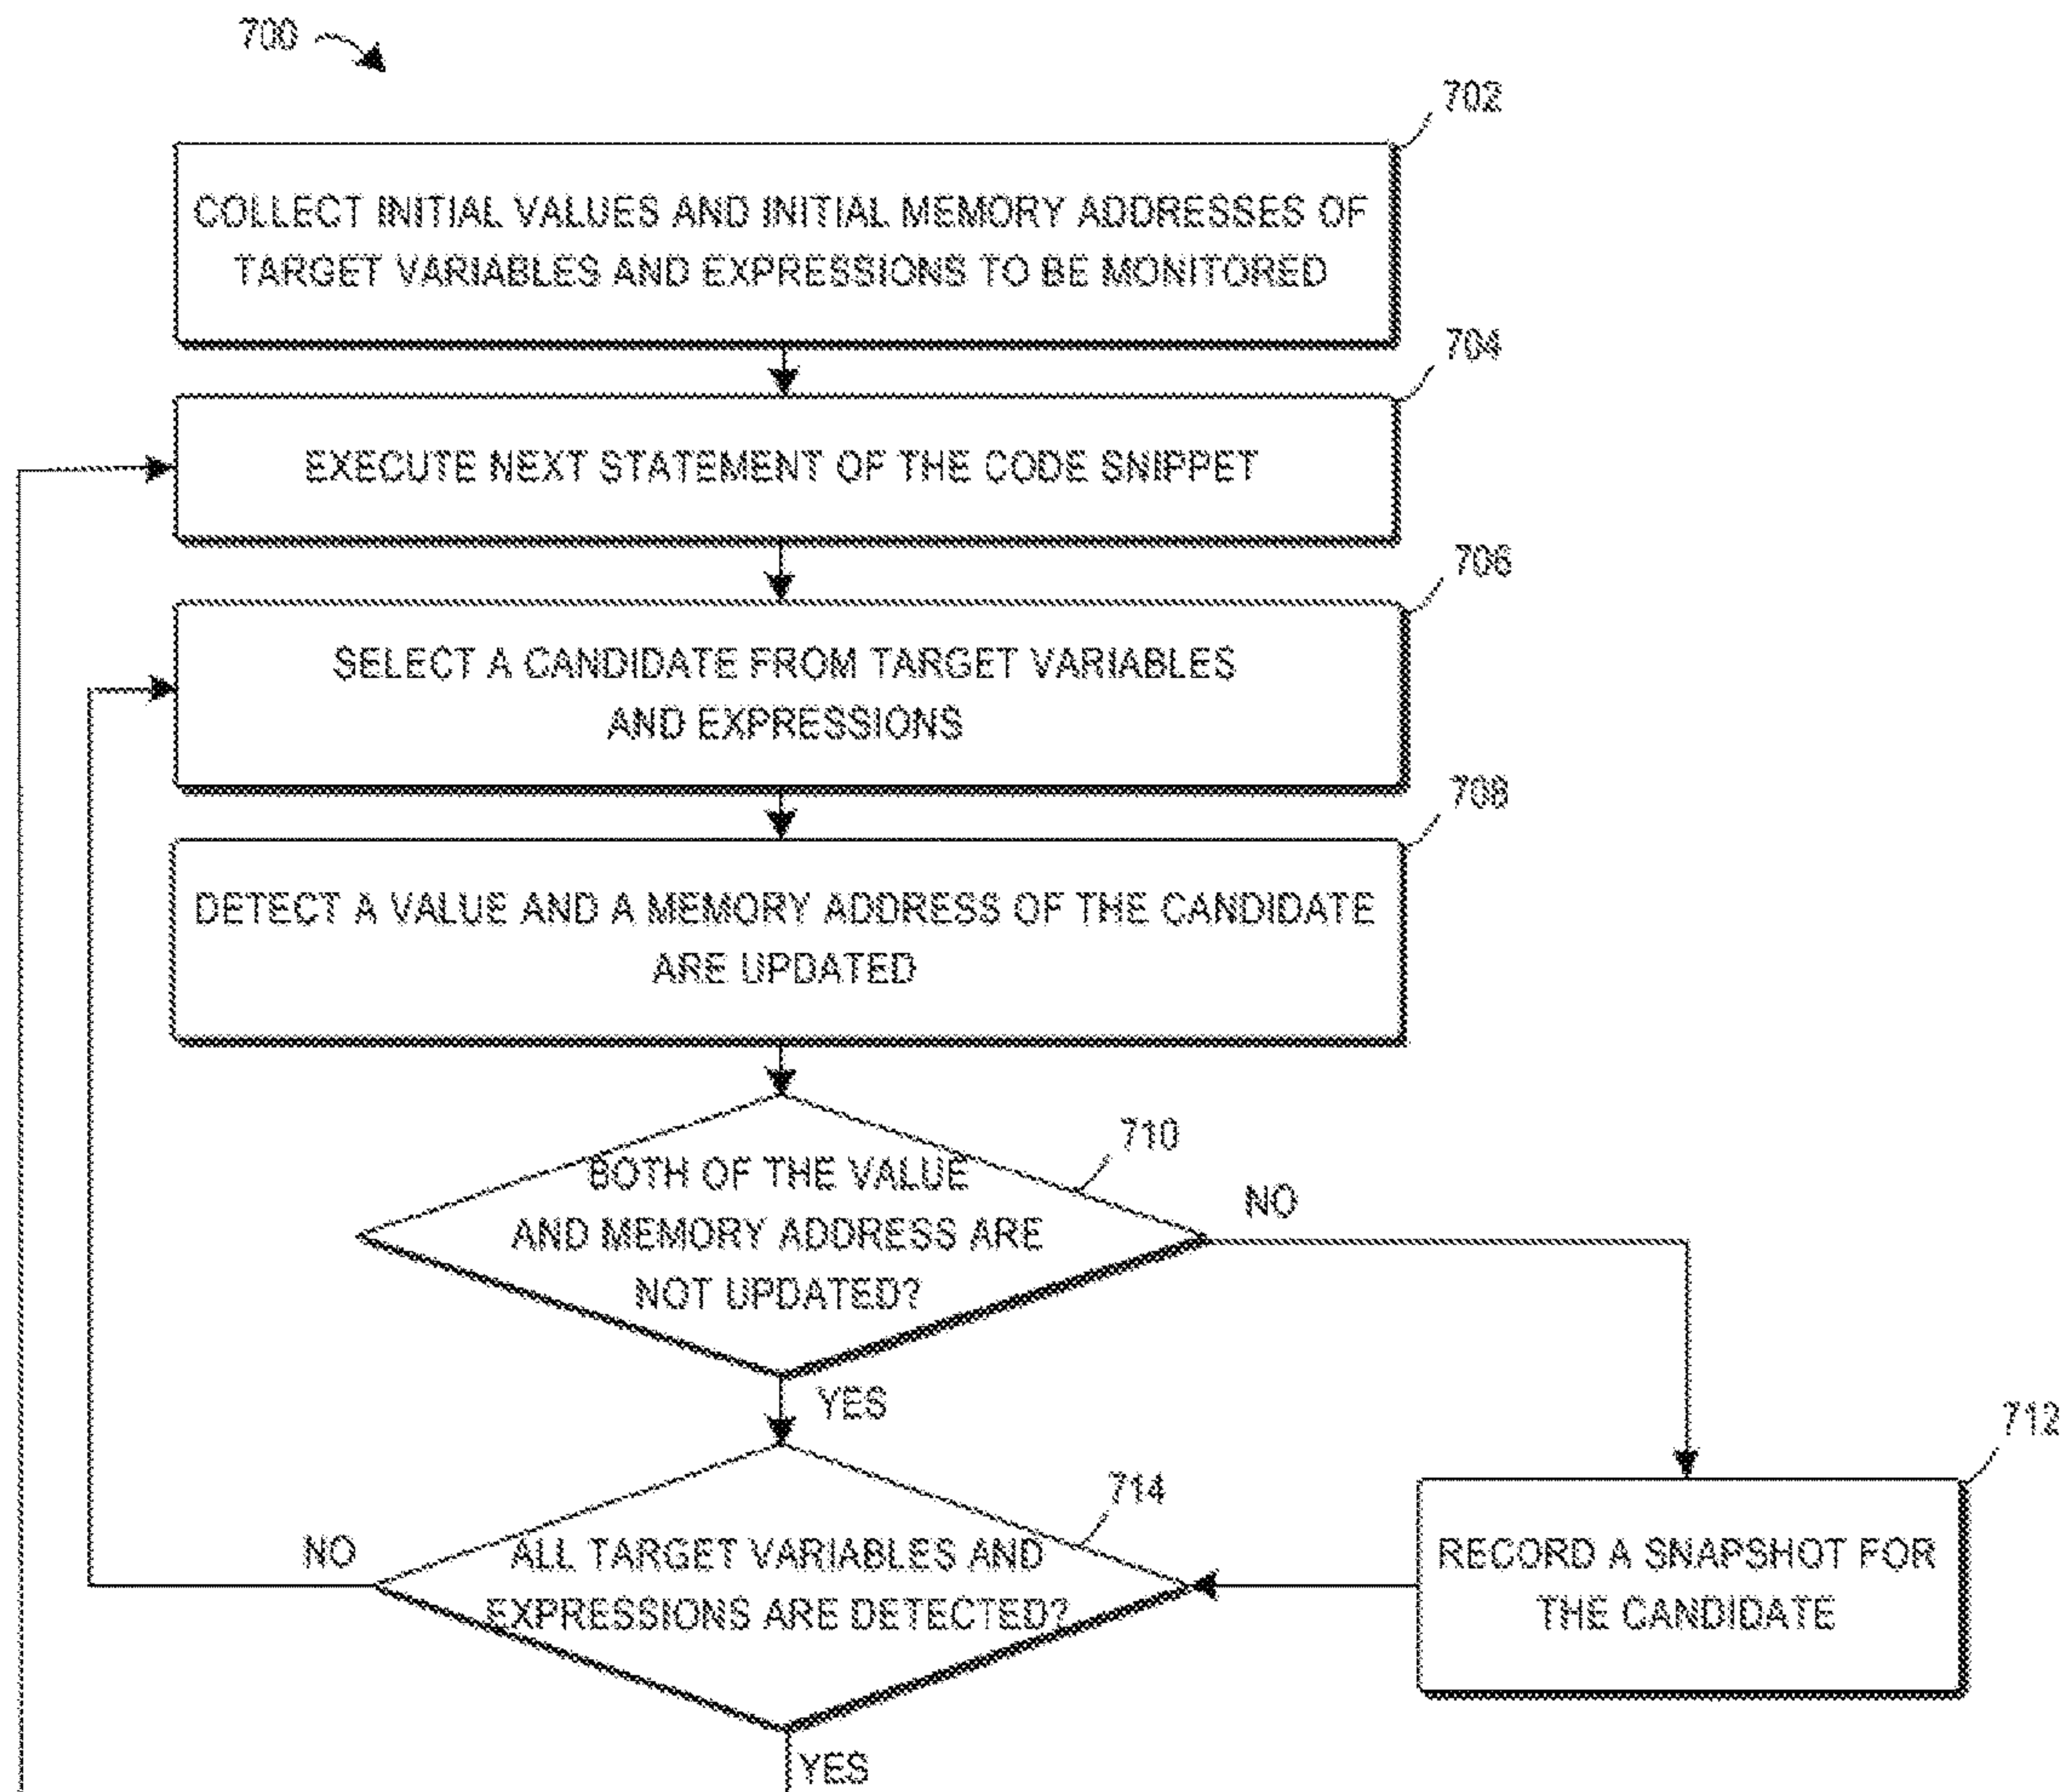 700
702
COLLECT INITIAL VALUES AND INITIAL MEMORY ADDRESSES OF
TARGET VARIABLES AND EXPRESSIONS TO BE MONITORED
704
EXECUTE NEXT STATEMENT OF THE CODE SNIPPET
706
SELECT A CANDIDATE FROM TARGET VARIABLES
AND EXPRESSIONS
708
DETECT A VALUE AND A MEMORY ADDRESS OF THE CANDIDATE
ARE UPDATED
710
BOTH OF THE VALUE
AND MEMORY ADDRESS ARE
NOT UPDATED?
NO
YES
712
RECORD A SNAPSHOT FOR
THE CANDIDATE
714
ALL TARGET VARIABLES AND
EXPRESSIONS ARE DETECTED?
NO
YES